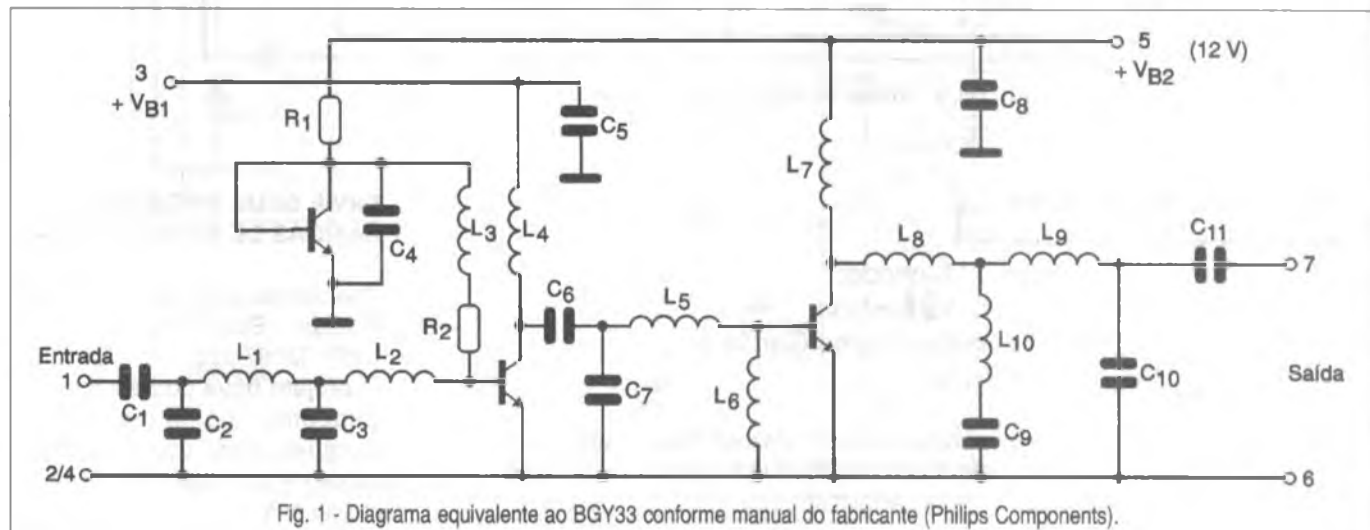 5 (12 V)
+ VB2
3
+ VB1
R1
C5
C8
L7
C4
L3
L4
L8
L9
C11
7
C6
L5
R2
L10
Entrada
1
L1
L2
C1
C2
C3
C7
L6
C10
Saída
C9
2/4
6
Fig. 1 - Diagrama equivalente ao BGY33 conforme manual do fabricante (Philips Components).